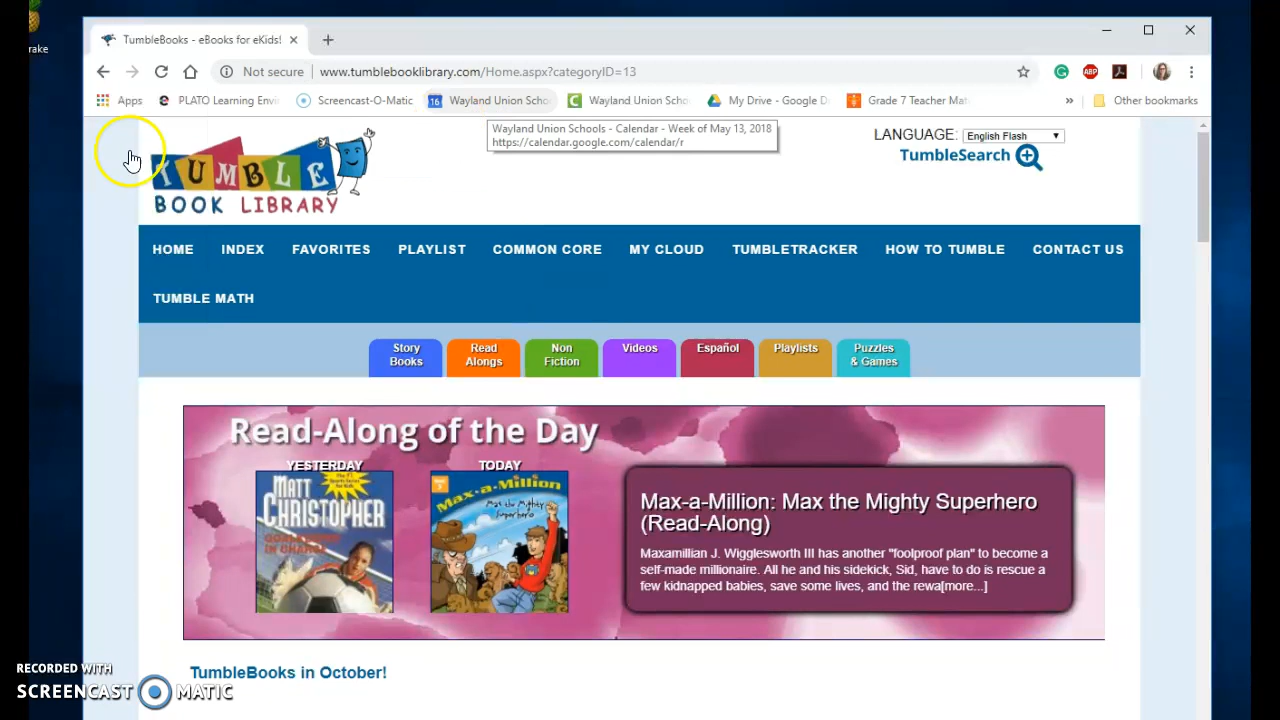 rake
TumbleBooks - eBooks for eKids!
Not secure
www.tumblebooklibrary.com/Home.aspx?categoryID=13
Apps
PLATO Learning Envi
Screencast-O-Matic
16
Wayland Union Scho
Wayland Union Scho
My Drive - Google D
Grade 7 Teacher Mat
»
Other bookmarks
ABP
Wayland Union Schools - Calendar - Week of May 13, 2018
https://calendar.google.com/calendar/r
TUMBLE
BOOK LIBRARY
LANGUAGE: English Flash
TumbleSearch
HOME
INDEX
FAVORITES
PLAYLIST
COMMON CORE
MY CLOUD
TUMBLETRACKER
HOW TO TUMBLE
CONTACT US
TUMBLE MATH
Story
Books
Read
Alongs
Non
Fiction
Videos
Español
Playlists
Puzzles
& Games
Read-Along of the Day
YESTERDAY
MATT
CHRISTOPHER
TODAY
Max-a-Million
Max the Mighty
Superhero
Max-a-Million: Max the Mighty Superhero
(Read-Along)
Maxamillian J. Wigglesworth III has another "foolproof plan" to become a
self-made millionaire. All he and his sidekick, Sid, have to do is rescue a
few kidnapped babies, save some lives, and the rewa[more...]
TumbleBooks in October!
RECORDED WITH
SCREENCAST MATIC